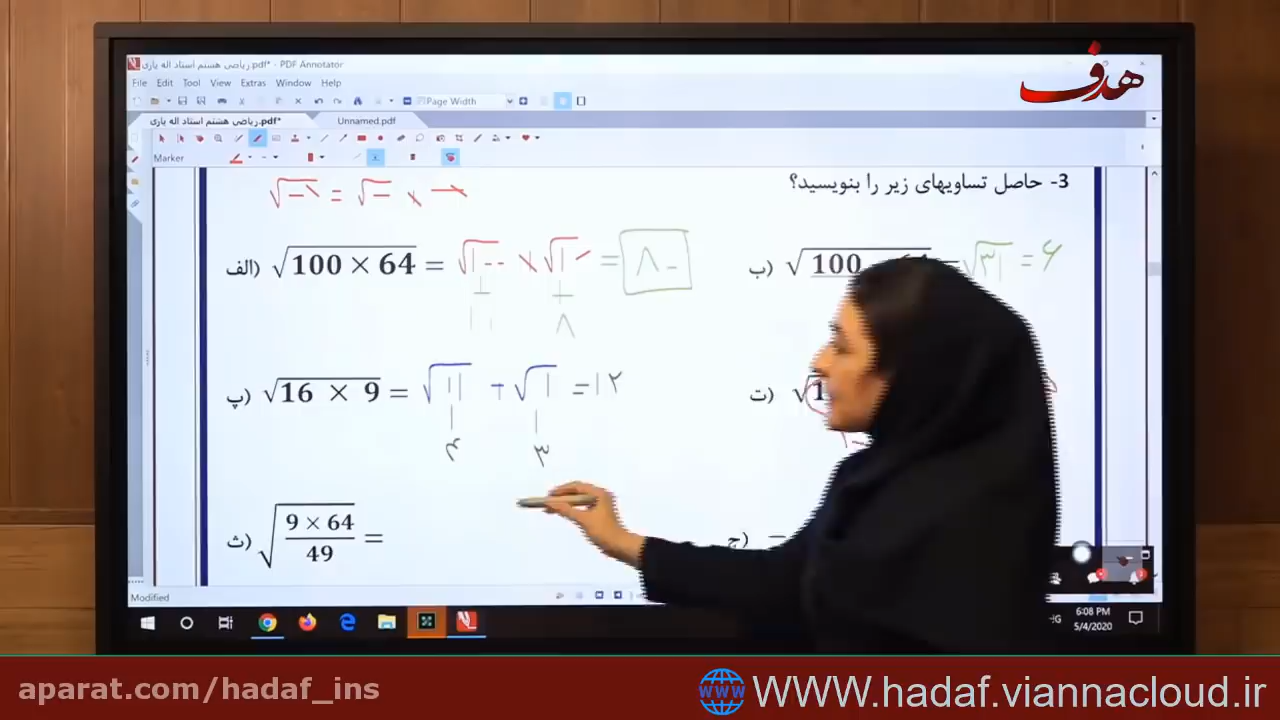 ریاضی هشتم استاد اله یاری.pdf* - PDF Annotator
هدف
File Edit Tool View Extras Window Help
Page Width
ریاضی هشتم استاد اله یاری.pdf* Unnamed.pdf
Marker
3- حاصل تساویهای زیر را بنویسید؟
الف) √100 × 64 = ۸۰
ب) √100 = ۶
پ) √16 × 9 = = ۱۲
۴ ۳
ت)
ث) √(9 × 64)/49 =
ج)
Modified
6:08 PM
5/4/2020
aparat.com/hadaf_ins
WWW.hadaf.viannacloud.ir